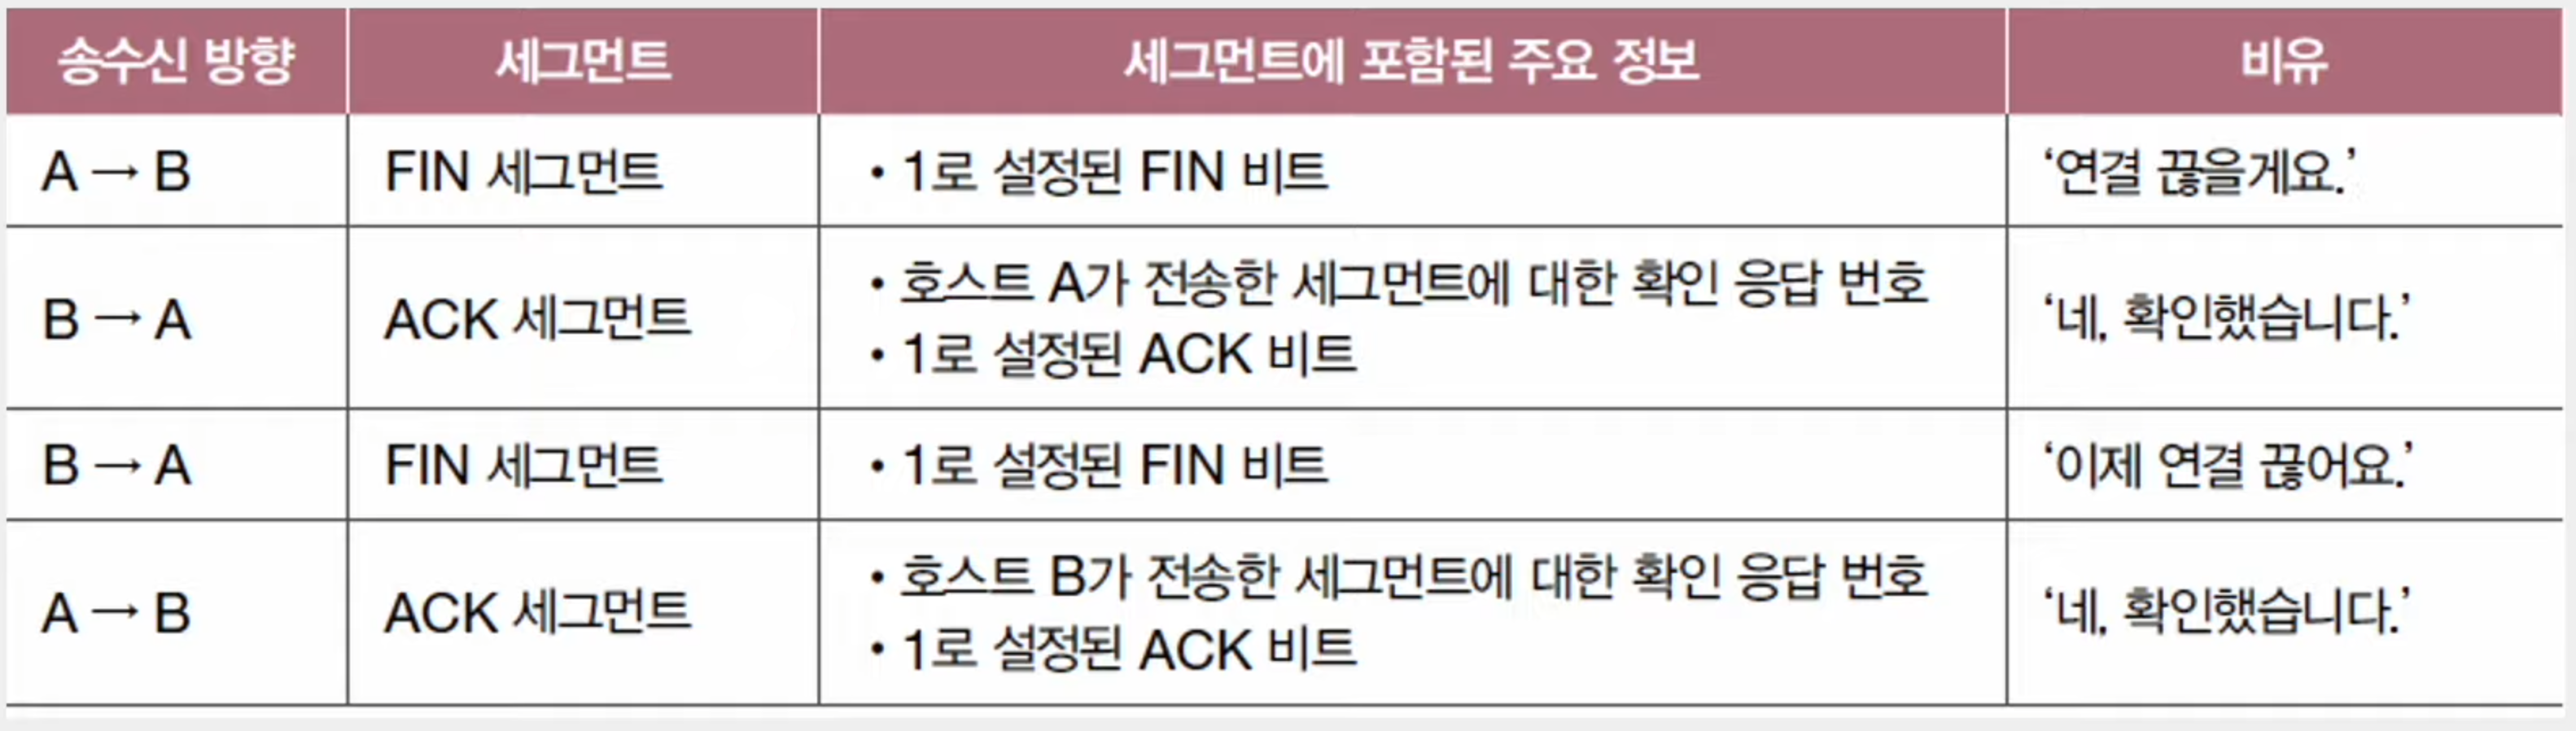 송수신 방향 세그먼트 세그먼트에 포함된 주요 정보 비유
A → B FIN 세그먼트 • 1로 설정된 FIN 비트 ‘연결 끊을게요.’
B → A ACK 세그먼트 • 호스트 A가 전송한 세그먼트에 대한 확인 응답 번호 ‘네, 확인했습니다.’
• 1로 설정된 ACK 비트
B → A FIN 세그먼트 • 1로 설정된 FIN 비트 ‘이제 연결 끊어요.’
A → B ACK 세그먼트 • 호스트 B가 전송한 세그먼트에 대한 확인 응답 번호 ‘네, 확인했습니다.’
• 1로 설정된 ACK 비트